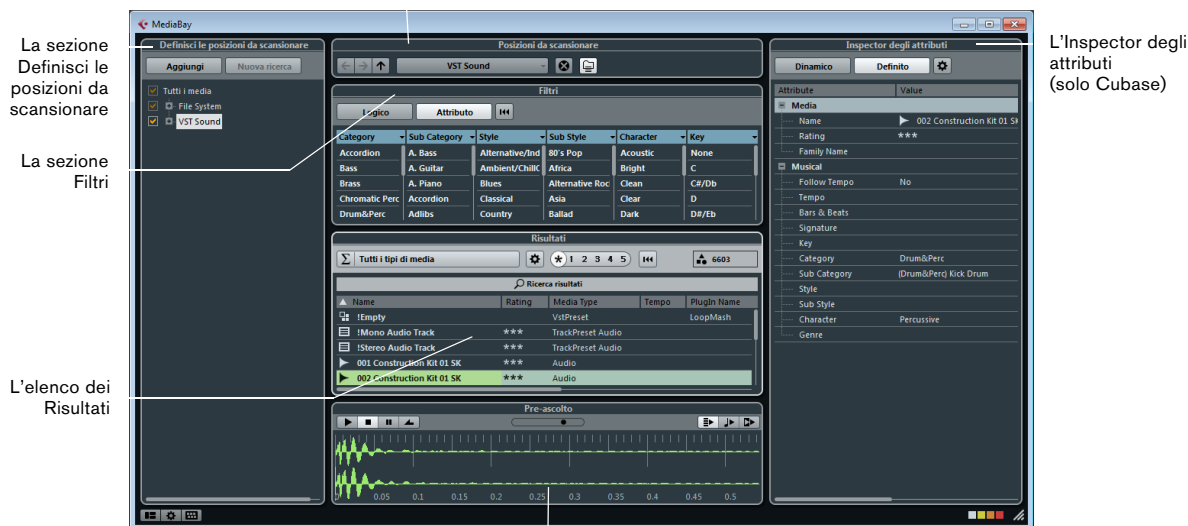 MediaBay
La sezione
Definisci le
posizioni da
scansionare
La sezione
Filtri
L'elenco dei
Risultati
Definisci le posizioni da scansionare
Aggiungi Nuova ricerca
Tutti i media
File System
VST Sound
Posizioni da scansionare
VST Sound
Filtri
Logico Attributo
Category Sub Category Style Sub Style Character Key
Accordion A. Bass Alternative/Ind 80's Pop Acoustic None
Bass A. Guitar Ambient/ChillC Africa Bright C
Brass A. Piano Blues Alternative Roc Clean C#/Db
Chromatic Perc Accordion Classical Asia Clear D
Drum&Perc Adlibs Country Ballad Dark D#/Eb
Risultati
Tutti i tipi di media 1 2 3 4 5 6603
Ricerca risultati
Name Rating Media Type Tempo PlugIn Name
!Empty VstPreset LoopMash
!Mono Audio Track *** TrackPreset Audio
!Stereo Audio Track *** TrackPreset Audio
001 Construction Kit 01 SK *** Audio
002 Construction Kit 01 SK *** Audio
Pre-ascolto
0.05 0.1 0.15 0.2 0.25 0.3 0.35 0.4 0.45 0.5
Inspector degli attributi
Dinamico Definito
Attribute Value
Media
Name 002 Construction Kit 01 SK
Rating ***
Family Name
Musical
Follow Tempo No
Tempo
Bars & Beats
Signature
Key
Category Drum&Perc
Sub Category (Drum&Perc) Kick Drum
Style
Sub Style
Character Percussive
Genre
L'Inspector degli
attributi
(solo Cubase)